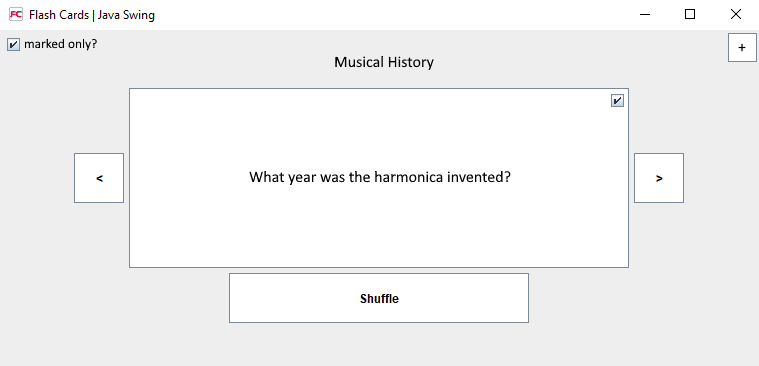 FC Flash Cards | Java Swing
marked only?
+
Musical History
What year was the harmonica invented?
<
>
Shuffle